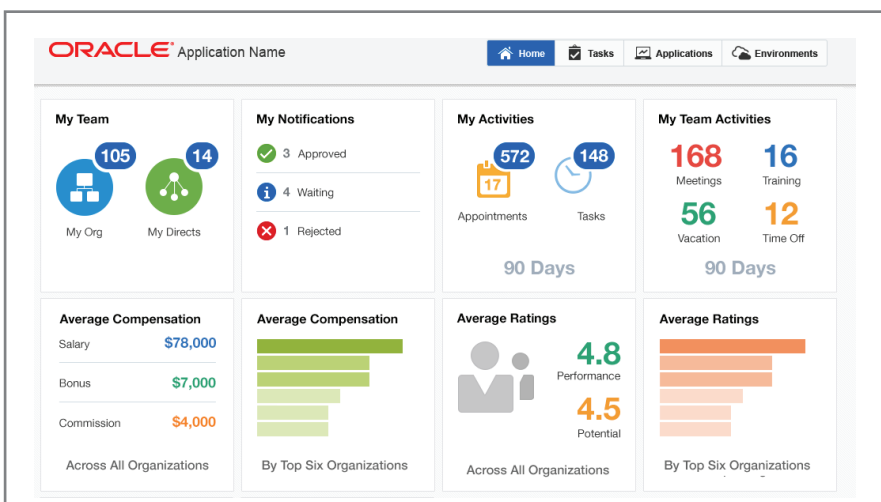 ORACLE® Application Name
Home
Tasks
Applications
Environments
My Team
105
14
My Org
My Directs
My Notifications
3 Approved
4 Waiting
1 Rejected
My Activities
572
148
17
Appointments
Tasks
90 Days
My Team Activities
168
16
Meetings
Training
56
12
Vacation
Time Off
90 Days
Average Compensation
Salary $78,000
Bonus $7,000
Commission $4,000
Across All Organizations
Average Compensation
By Top Six Organizations
Average Ratings
4.8
Performance
4.5
Potential
Across All Organizations
Average Ratings
By Top Six Organizations